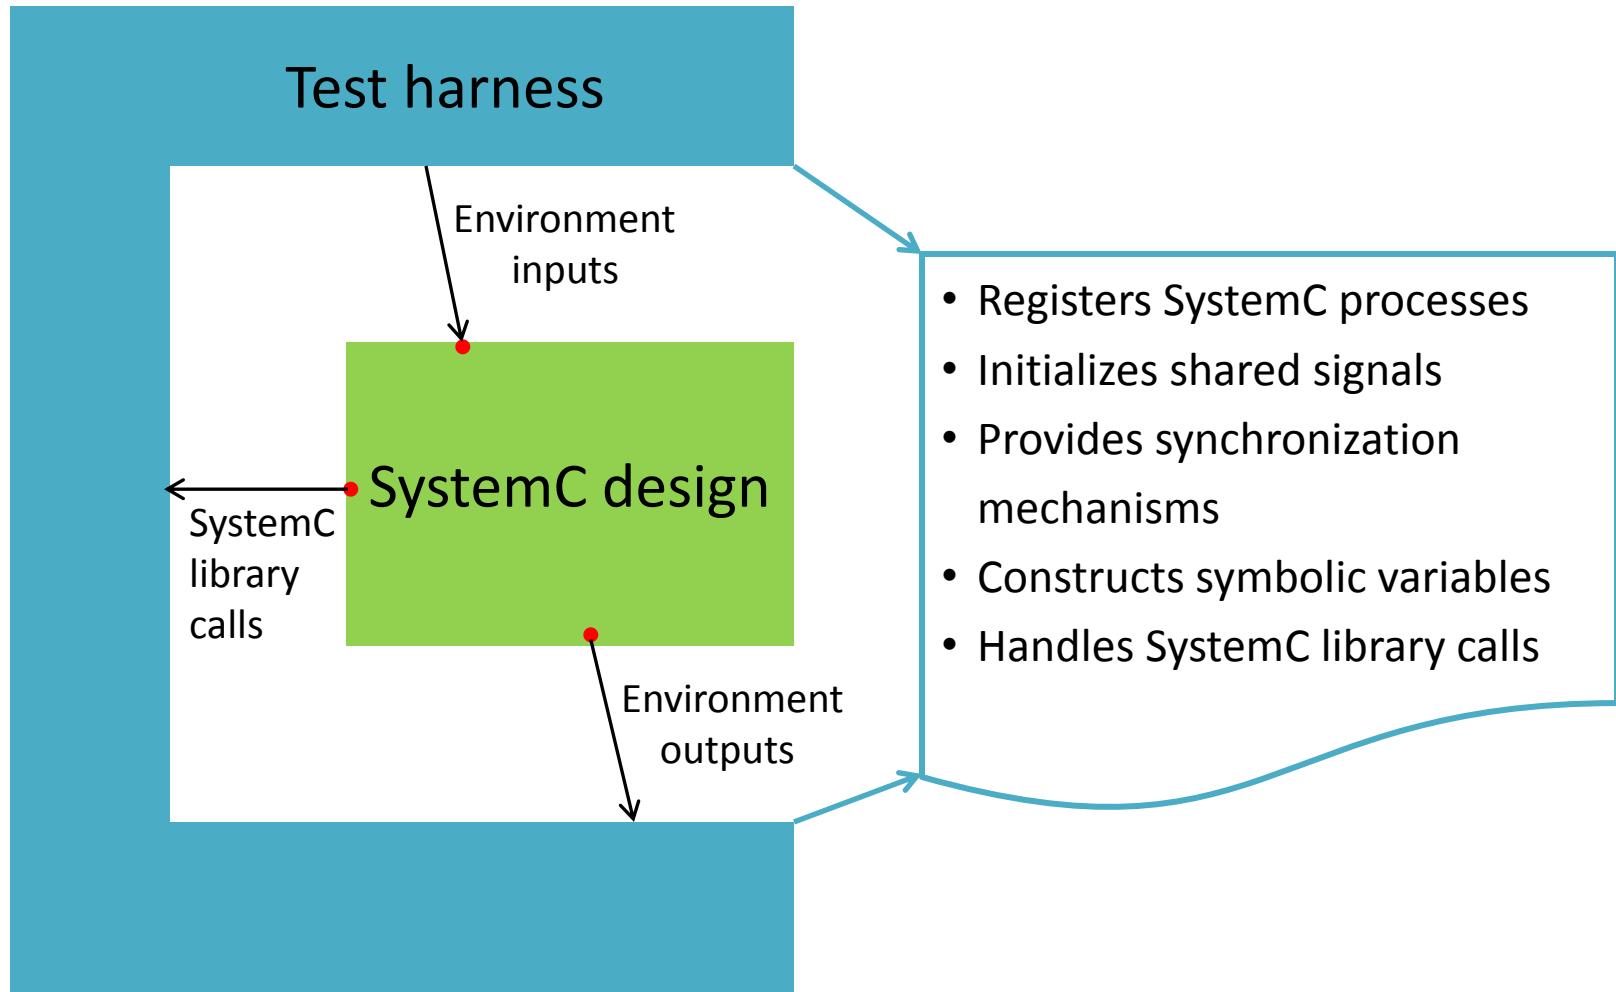 Test harness
Environment
inputs
SystemC design
SystemC
library
calls
Environment
outputs
• Registers SystemC processes
• Initializes shared signals
• Provides synchronization
mechanisms
• Constructs symbolic variables
• Handles SystemC library calls